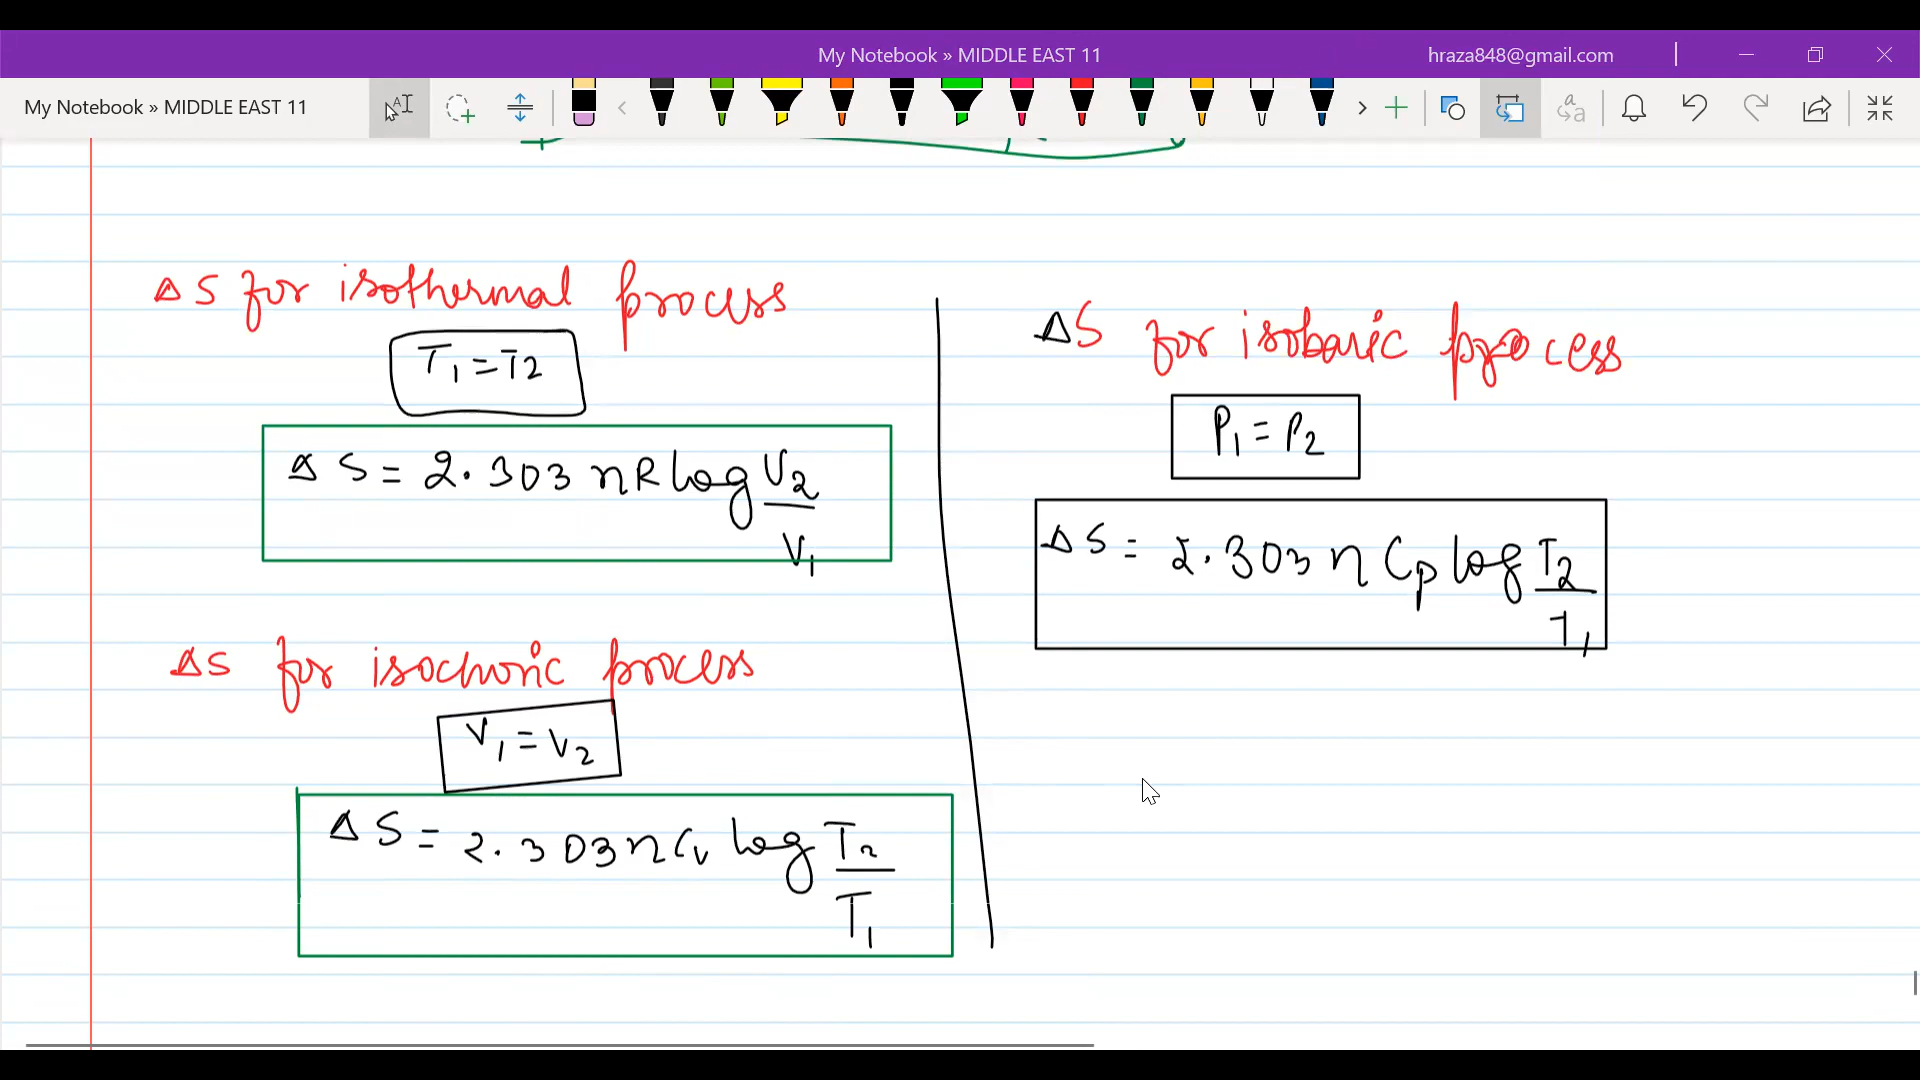 My Notebook » MIDDLE EAST 11
hraza848@gmail.com
My Notebook » MIDDLE EAST 11
ΔS for isothermal process
T₁ = T₂
ΔS = 2.303 nR log V₂/V₁
ΔS for isochoric process
V₁ = V₂
ΔS = 2.303 n Cv log T₂/T₁
ΔS for isobaric process
P₁ = P₂
ΔS = 2.303 n Cp log T₂/T₁